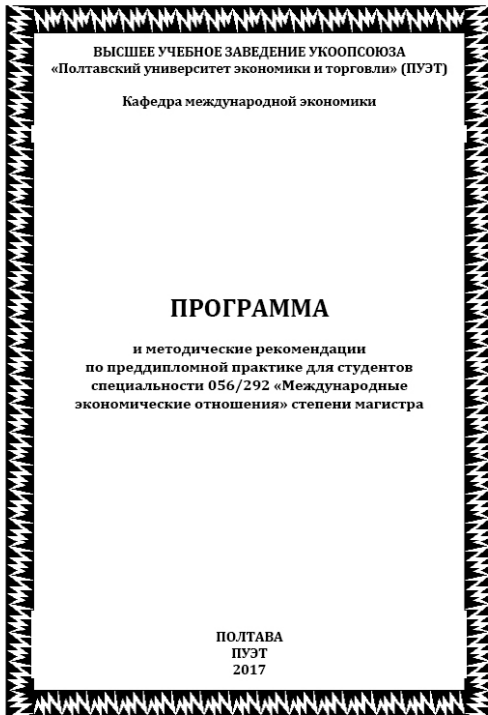 ВЫСШЕЕ УЧЕБНОЕ ЗАВЕДЕНИЕ УКООПСОЮЗА
«Полтавский университет экономики и торговли» (ПУЭТ)
Кафедра международной экономики
ПРОГРАММА
и методические рекомендации
по преддипломной практике для студентов
специальности 056/292 «Международные
экономические отношения» степени магистра
ПОЛТАВА
ПУЭТ
2017